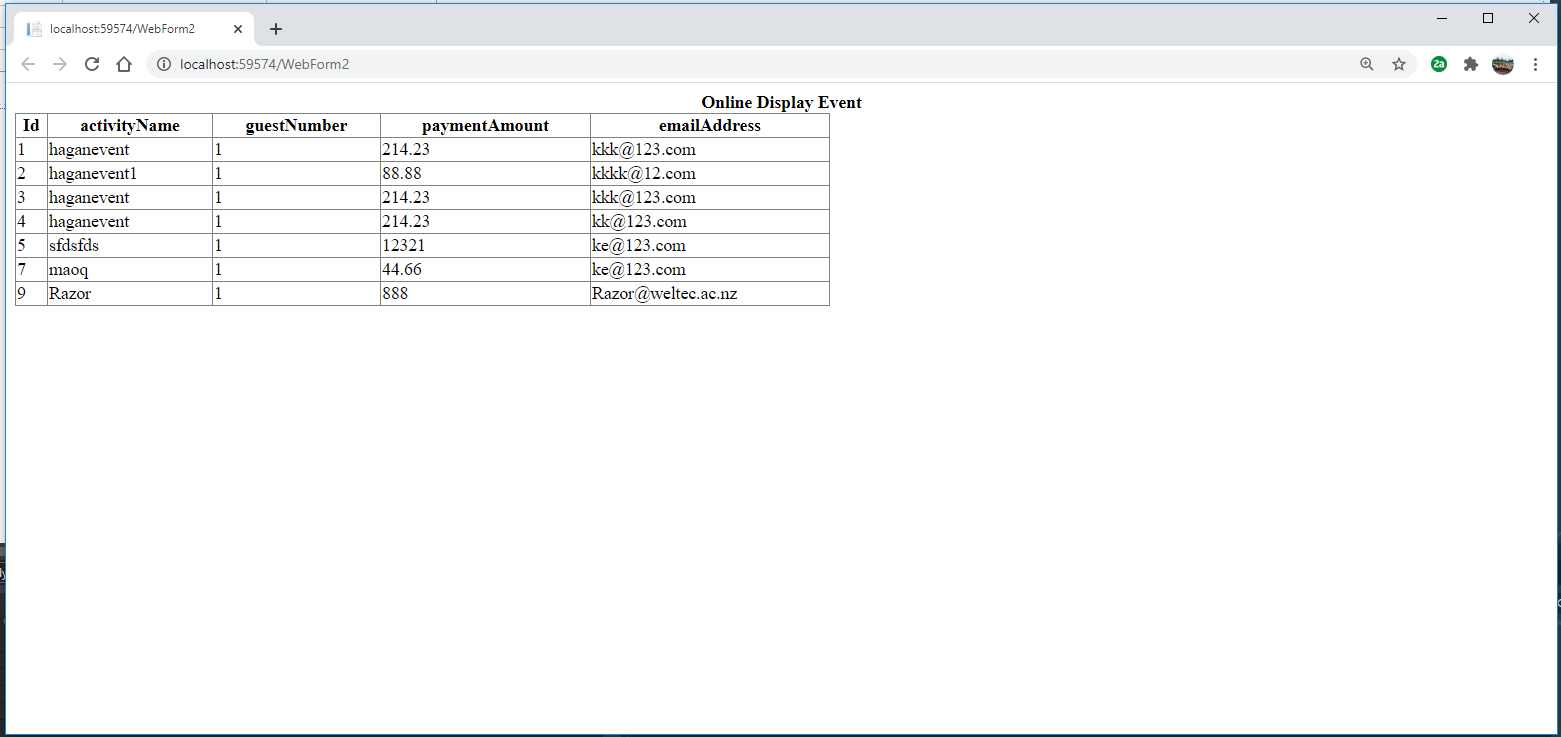 localhost:59574/WebForm2
localhost:59574/WebForm2
2a
Online Display Event
Id activityName guestNumber paymentAmount emailAddress
1 haganevent 1 214.23 kkk@123.com
2 haganevent1 1 88.88 kkkk@12.com
3 haganevent 1 214.23 kkk@123.com
4 haganevent 1 214.23 kk@123.com
5 sfdsfds 1 12321 ke@123.com
7 maoq 1 44.66 ke@123.com
9 Razor 1 888 Razor@weltec.ac.nz